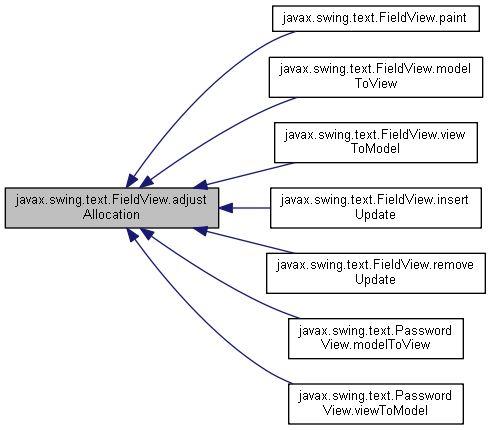 javax.swing.text.FieldView.paint
javax.swing.text.FieldView.model
ToView
javax.swing.text.FieldView.view
ToModel
javax.swing.text.FieldView.adjust
Allocation
javax.swing.text.FieldView.insert
Update
javax.swing.text.FieldView.remove
Update
javax.swing.text.Password
View.modelToView
javax.swing.text.Password
View.viewToModel